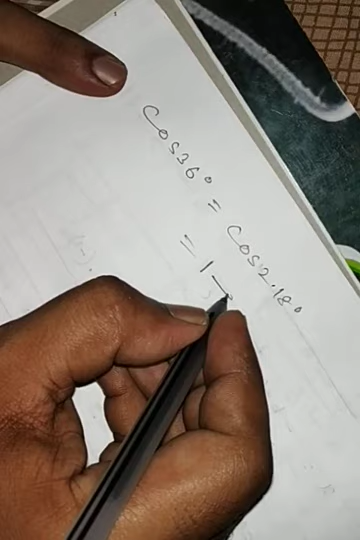 Cos36° = Cos2.18°
= 1 -